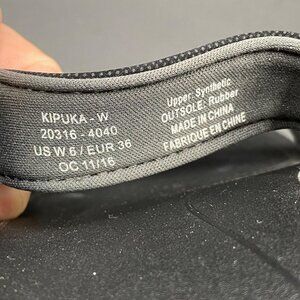 KIPUKA - W
20316 - 4040
US W 6 / EUR 36
OC 11/16
Upper: Synthetic
OUTSOLE: Rubber
MADE IN CHINA
FABRIQUE EN CHINE